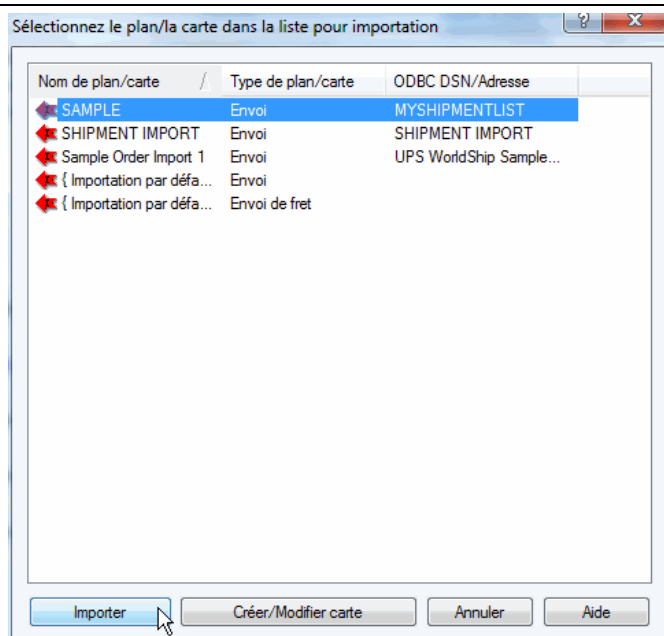 Sélectionnez le plan/la carte dans la liste pour importation
Nom de plan/carte / Type de plan/carte ODBC DSN/Adresse
SAMPLE Envoi MYSHIPMENTLIST
SHIPMENT IMPORT Envoi SHIPMENT IMPORT
Sample Order Import 1 Envoi UPS WorldShip Sample...
{ Importation par défa... Envoi
{ Importation par défa... Envoi de fret
Importer Créer/Modifier carte Annuler Aide